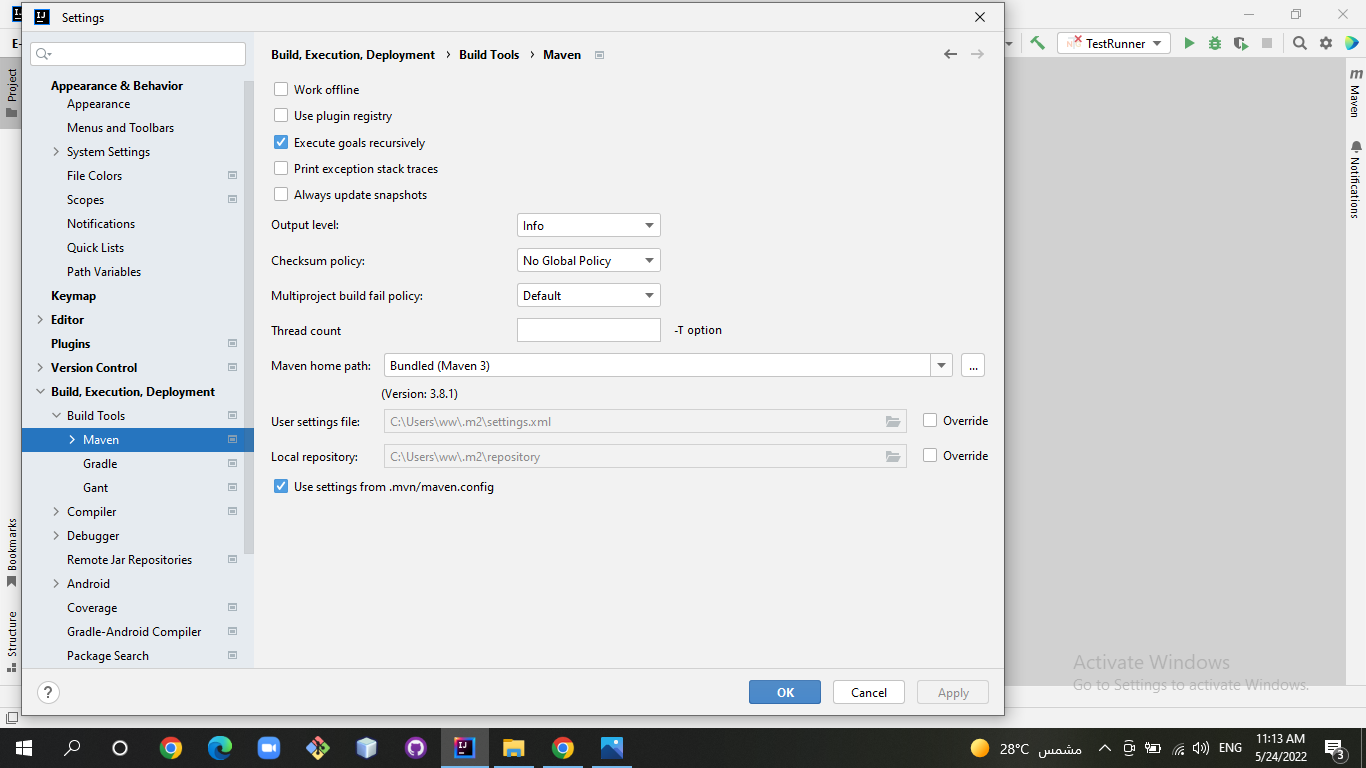 Settings
E-
TestRunner
Project
Bookmarks
Structure
Appearance & Behavior
Appearance
Menus and Toolbars
System Settings
File Colors
Scopes
Notifications
Quick Lists
Path Variables
Keymap
Editor
Plugins
Version Control
Build, Execution, Deployment
Build Tools
Maven
Gradle
Gant
Compiler
Debugger
Remote Jar Repositories
Android
Coverage
Gradle-Android Compiler
Package Search
Build, Execution, Deployment › Build Tools › Maven
Work offline
Use plugin registry
Execute goals recursively
Print exception stack traces
Always update snapshots
Output level: Info
Checksum policy: No Global Policy
Multiproject build fail policy: Default
Thread count -T option
Maven home path: Bundled (Maven 3) ...
(Version: 3.8.1)
User settings file: C:\Users\ww\.m2\settings.xml Override
Local repository: C:\Users\ww\.m2\repository Override
Use settings from .mvn/maven.config
? OK Cancel Apply
m
Maven
Notifications
Activate Windows
Go to Settings to activate Windows.
28°C مشمس ENG 11:13 AM
5/24/2022
3